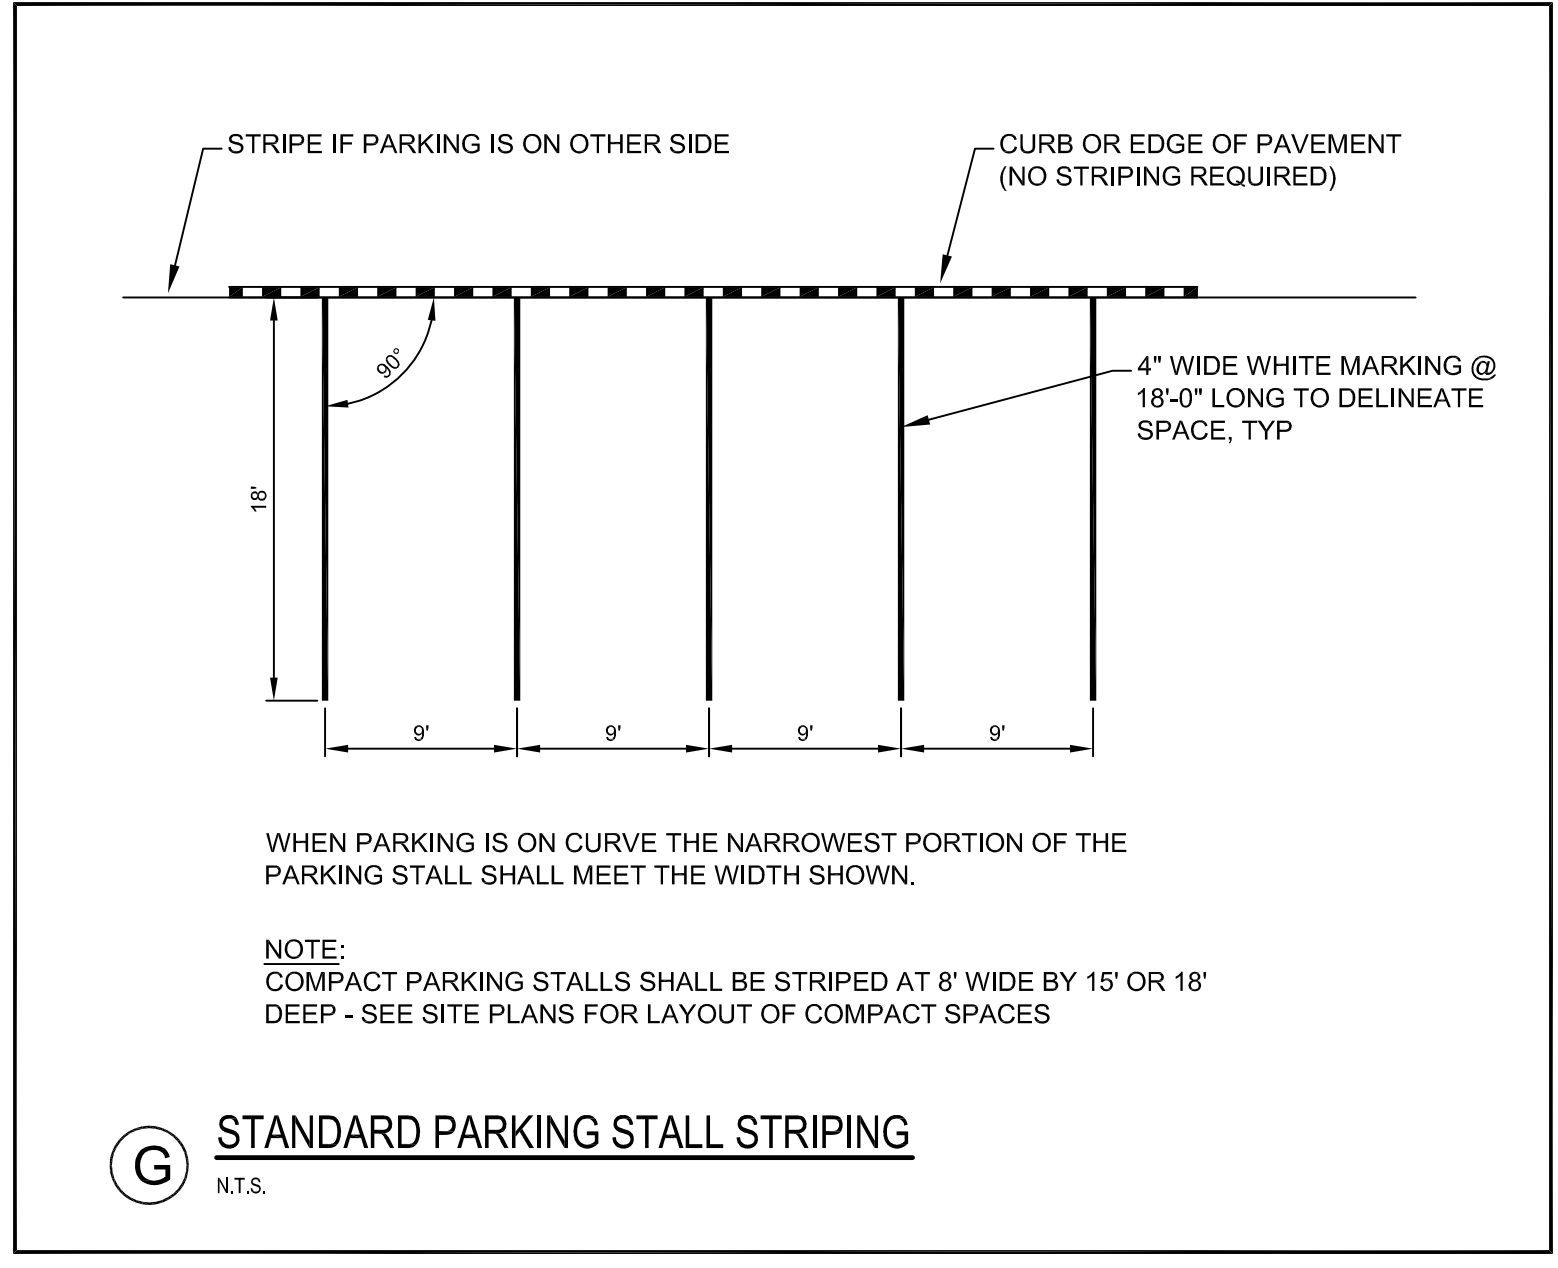 STRIPE IF PARKING IS ON OTHER SIDE
CURB OR EDGE OF PAVEMENT
(NO STRIPING REQUIRED)
90°
4" WIDE WHITE MARKING @
18'-0" LONG TO DELINEATE
SPACE, TYP
18'
9'
9'
9'
9'
WHEN PARKING IS ON CURVE THE NARROWEST PORTION OF THE
PARKING STALL SHALL MEET THE WIDTH SHOWN.
NOTE:
COMPACT PARKING STALLS SHALL BE STRIPED AT 8' WIDE BY 15' OR 18'
DEEP - SEE SITE PLANS FOR LAYOUT OF COMPACT SPACES
G
STANDARD PARKING STALL STRIPING
N.T.S.